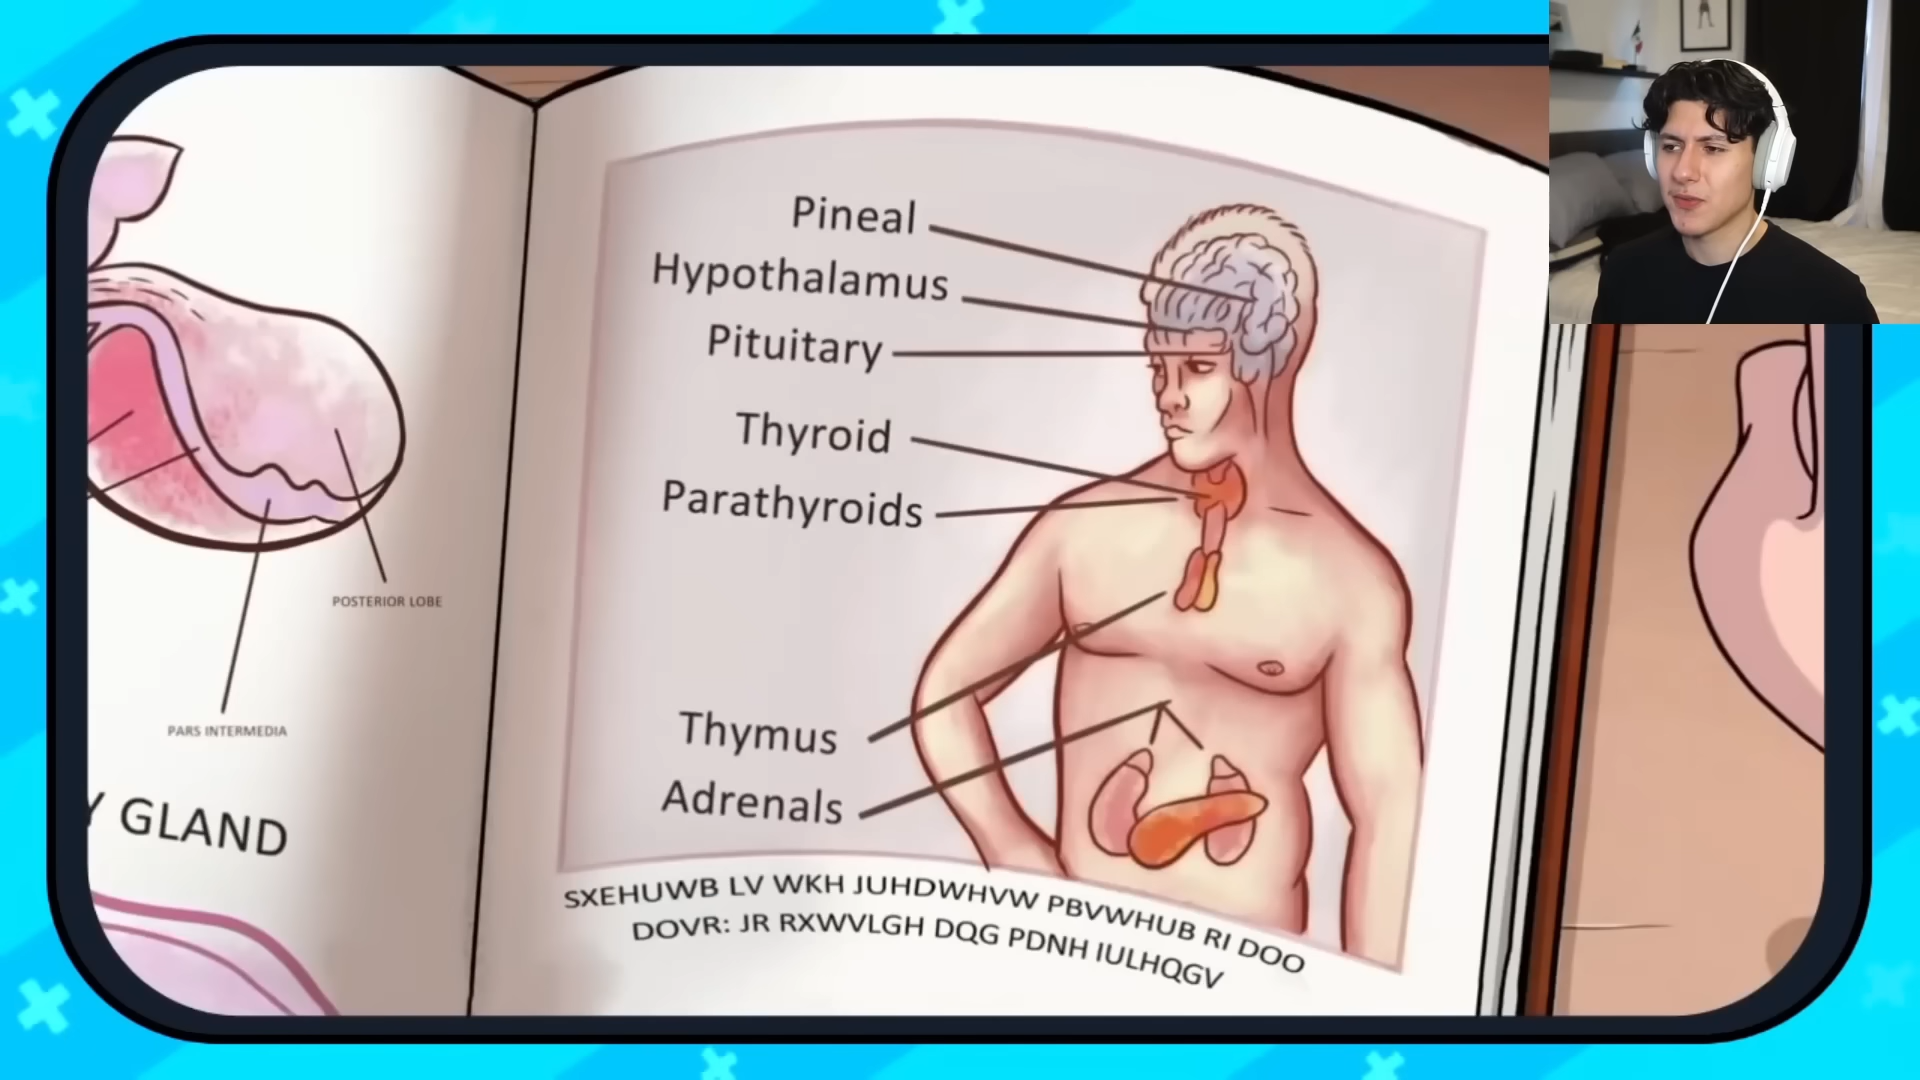 Pineal
Hypothalamus
Pituitary
Thyroid
Parathyroids
Thymus
Adrenals
POSTERIOR LOBE
PARS INTERMEDIA
Y GLAND
SXEHUWB LV WKH JUHDWHVW PBVWHUB RI DOO
DOVR: JR RXWVLGH DQG PDNH IULHQGV